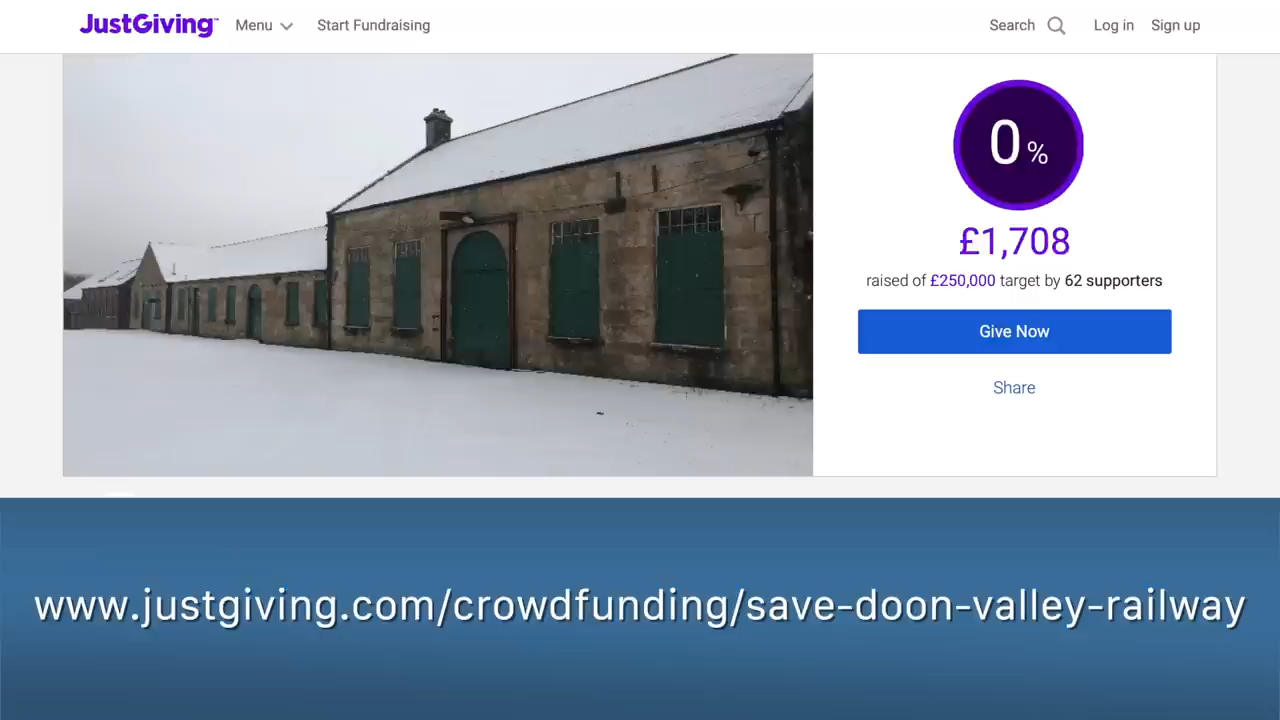 JustGiving™ Menu Start Fundraising Search Log in Sign up
0 %
£1,708
raised of £250,000 target by 62 supporters
Give Now
Share
www.justgiving.com/crowdfunding/save-doon-valley-railway